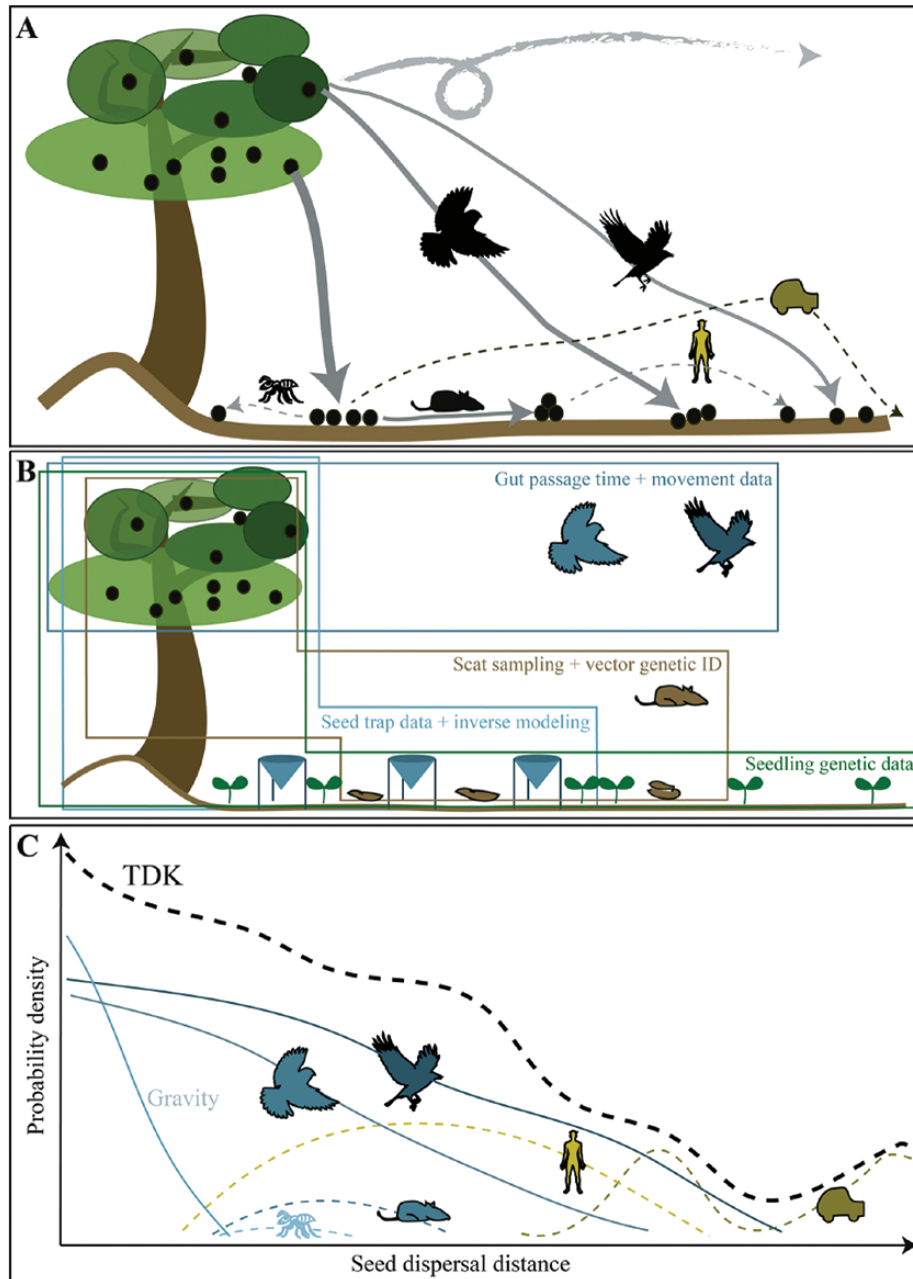 A
B
Gut passage time + movement data
Scat sampling + vector genetic ID
Seed trap data + inverse modeling
Seedling genetic data
C
TDK
Probability density
Gravity
Seed dispersal distance